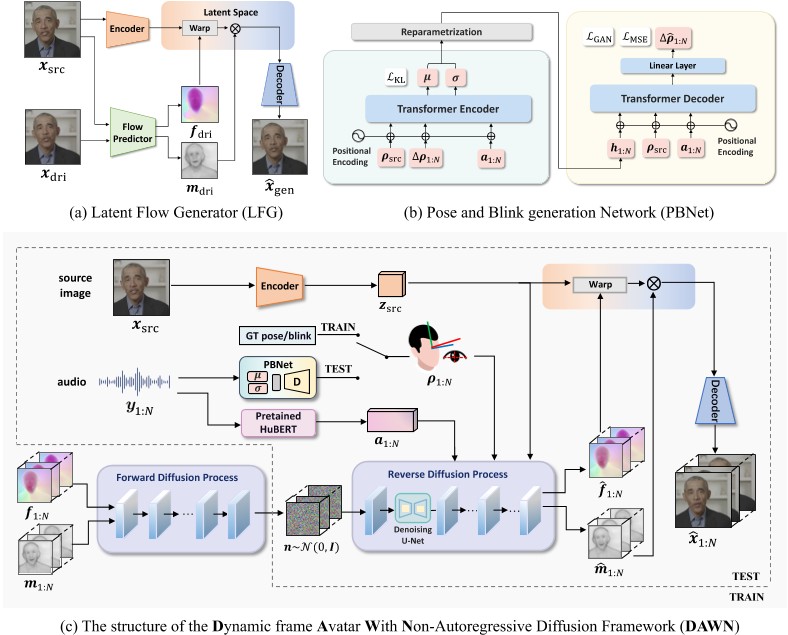 Latent Space
Encoder
Warp
⊗
x_src
Decoder
Flow
Predictor
f_dri
x_dri
m_dri
x̂_gen
(a) Latent Flow Generator (LFG)
Reparametrization
ℒ_KL μ σ
Transformer Encoder
Positional
Encoding
ρ_src Δρ_1:N a_1:N
ℒ_GAN ℒ_MSE Δρ̂_1:N
Linear Layer
Transformer Decoder
Positional
Encoding
h_1:N ρ_src a_1:N
(b) Pose and Blink generation Network (PBNet)
source
image
x_src
Encoder
z_src
Warp
⊗
GT pose/blink
TRAIN
PBNet
μ
σ
D
TEST
ρ_1:N
audio
y_1:N
Pretained
HuBERT
a_1:N
Decoder
f_1:N
Forward Diffusion Process
m_1:N
n~𝒩(0, I)
Reverse Diffusion Process
Denoising
U-Net
f̂_1:N
m̂_1:N
x̂_1:N
TEST
TRAIN
(c) The structure of the Dynamic frame Avatar With Non-Autoregressive Diffusion Framework (DAWN)